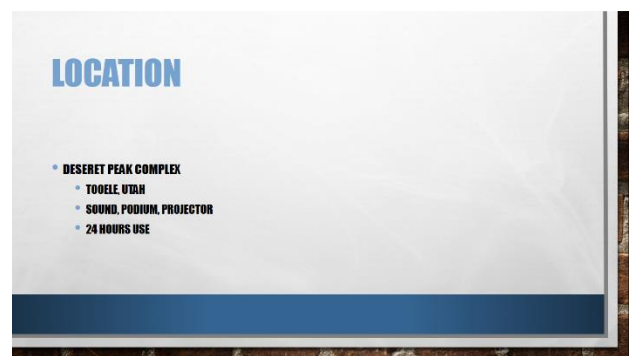 LOCATION
DESERET PEAK COMPLEX
TOOELE, UTAH
SOUND, PODIUM, PROJECTOR
24 HOURS USE